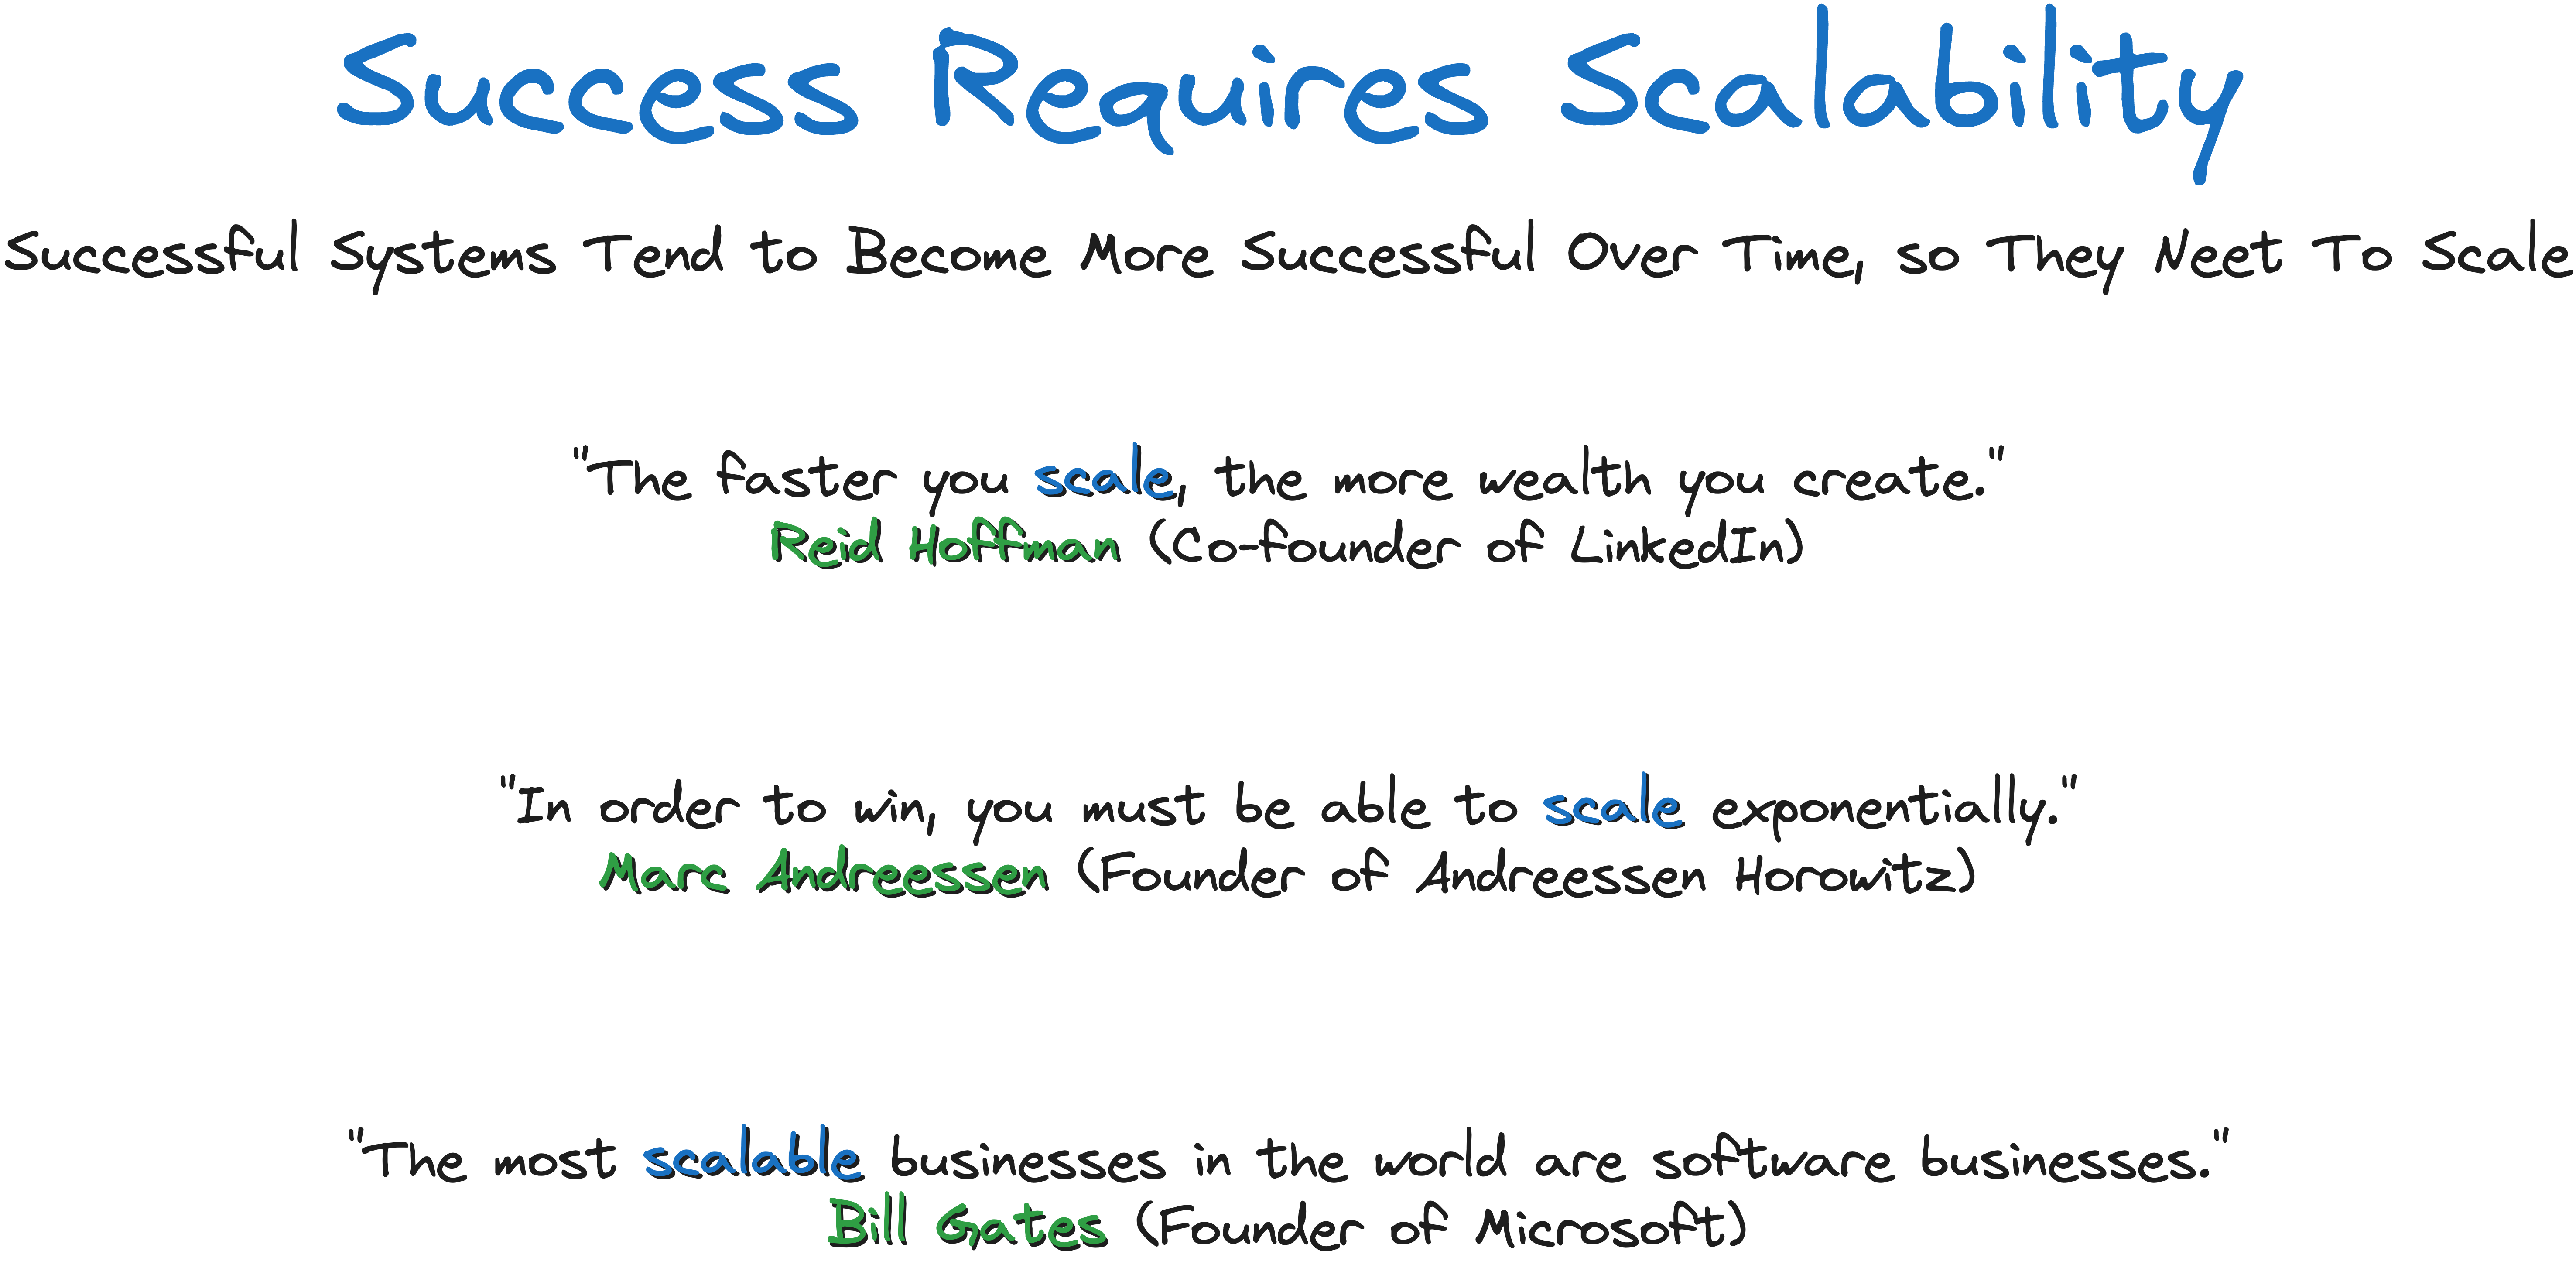 Success Requires Scalability
Successful Systems Tend to Become More Successful Over Time, so They Neet To Scale
"The faster you scale, the more wealth you create."
Reid Hoffman (Co-founder of LinkedIn)
"In order to win, you must be able to scale exponentially."
Marc Andreessen (Founder of Andreessen Horowitz)
"The most scalable businesses in the world are software businesses."
Bill Gates (Founder of Microsoft)